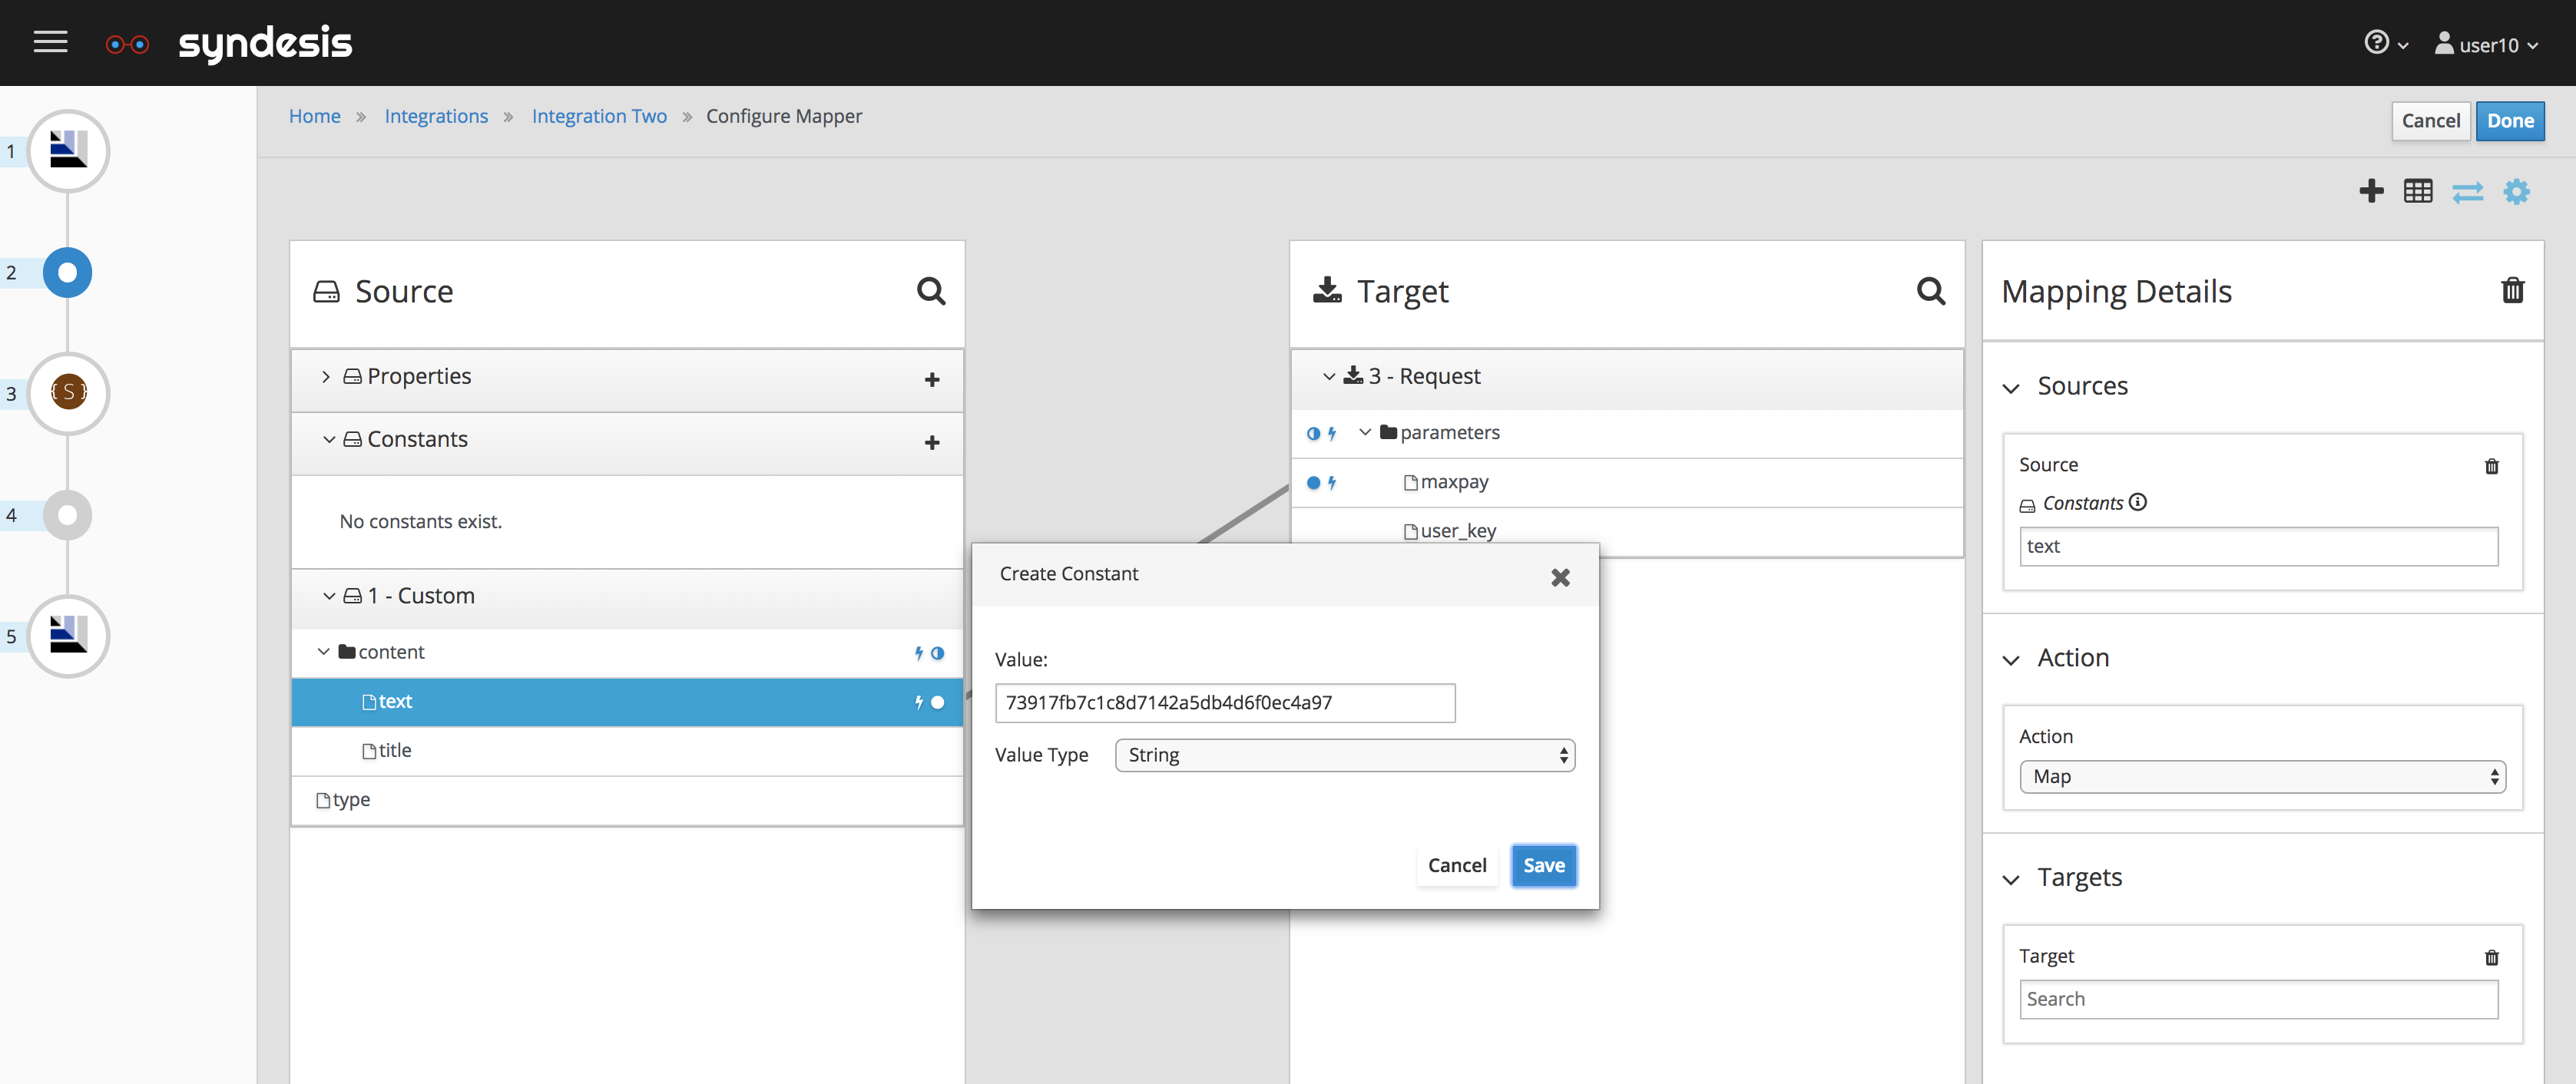 syndesis
user10
Home » Integrations » Integration Two » Configure Mapper
Cancel Done
1
2
3
{ S }
4
5
Source
Properties
Constants
No constants exist.
1 - Custom
content
text
title
type
Target
3 - Request
parameters
maxpay
user_key
Create Constant
Value:
73917fb7c1c8d7142a5db4d6f0ec4a97
Value Type String
Cancel Save
Mapping Details
Sources
Source
Constants
text
Action
Action
Map
Targets
Target
Search